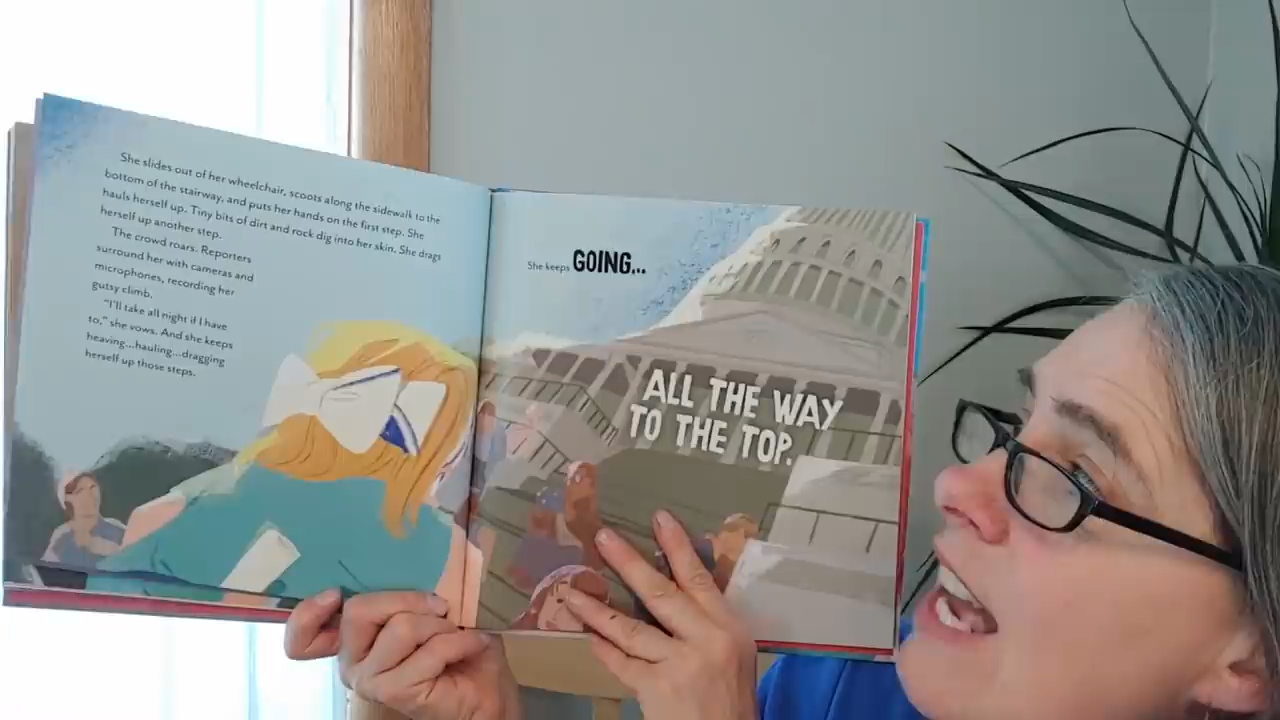 She slides out of her wheelchair, scoots along the sidewalk to the
bottom of the stairway, and puts her hands on the first step. She
hauls herself up. Tiny bits of dirt and rock dig into her skin. She drags
herself up another step.
The crowd roars. Reporters
surround her with cameras and
microphones, recording her
gutsy climb.
"I'll take all night if I have
to," she vows. And she keeps
heaving...hauling...dragging
herself up those steps.
She keeps GOING...
ALL THE WAY
TO THE TOP.